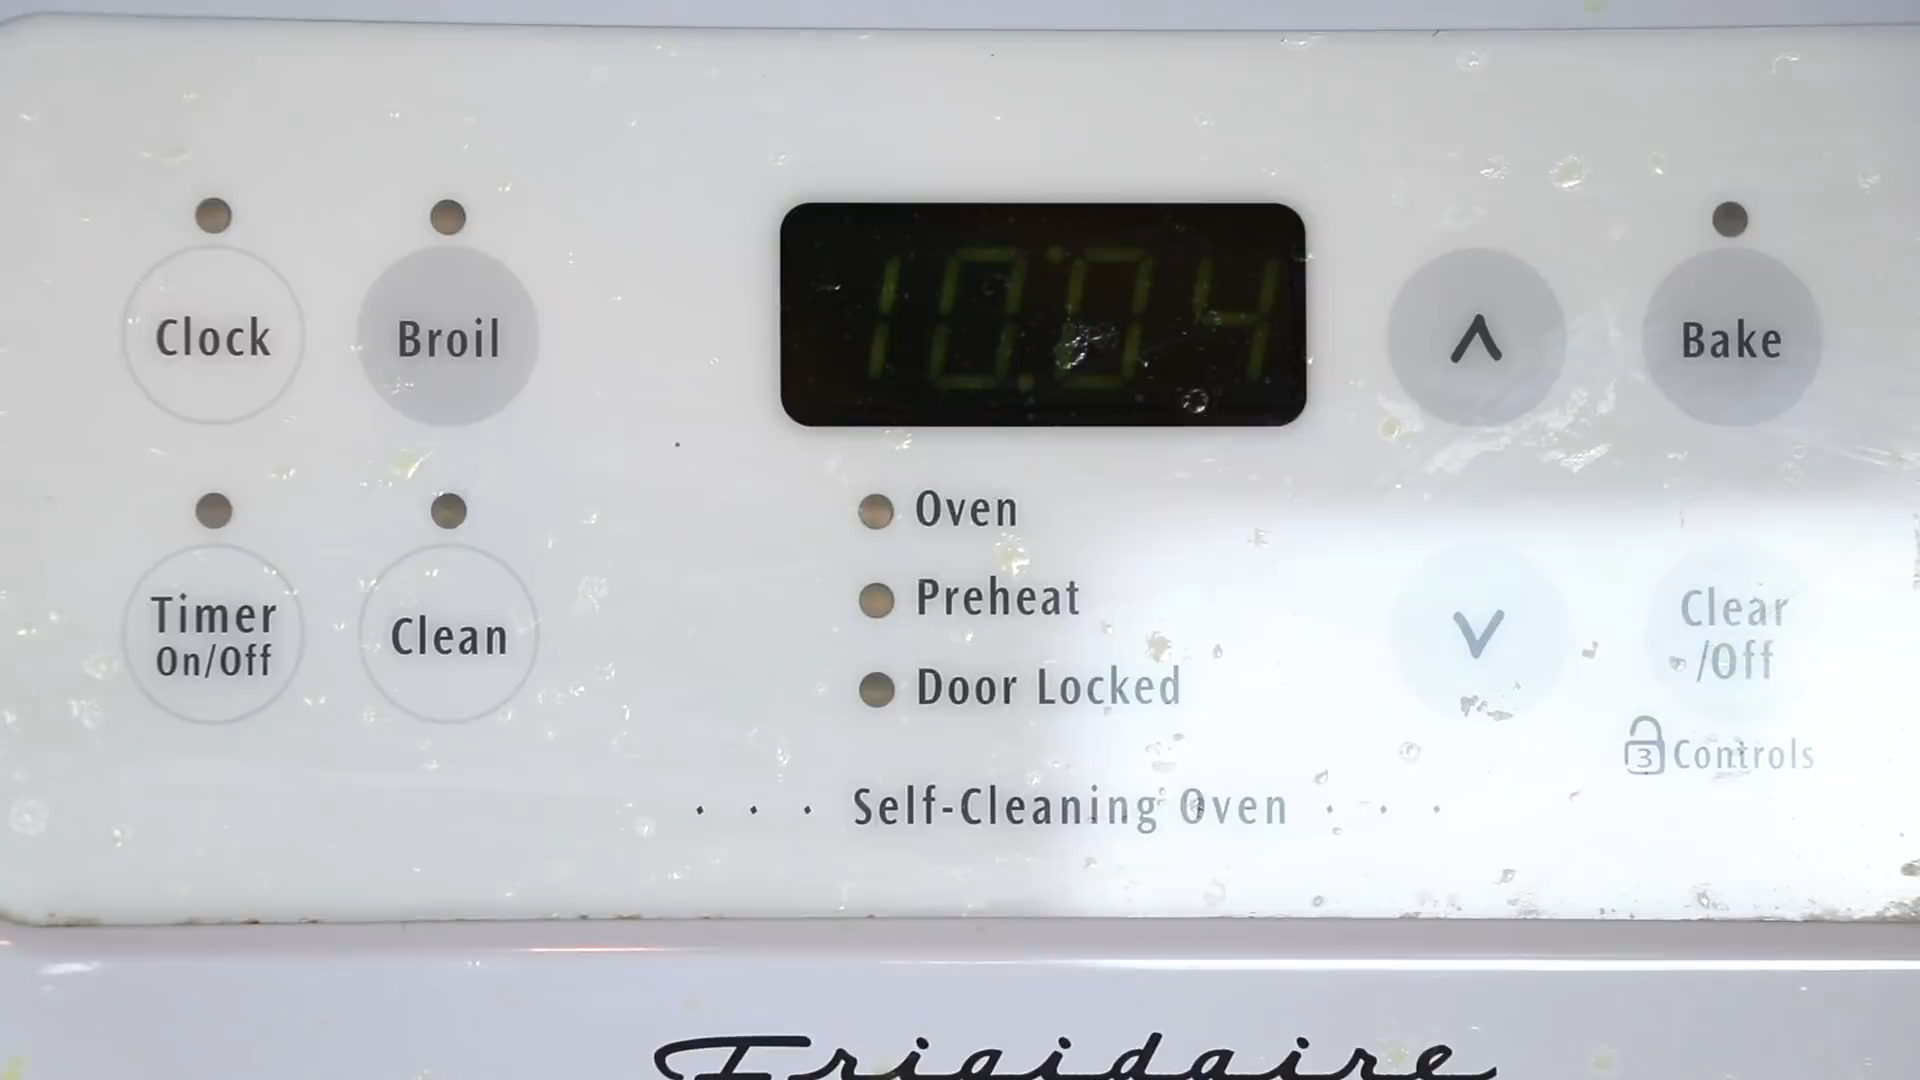 10:04
Clock
Broil
Bake
Timer
On/Off
Clean
Oven
Preheat
Door Locked
Clear
/Off
3 Controls
Self-Cleaning Oven
Frigidaire